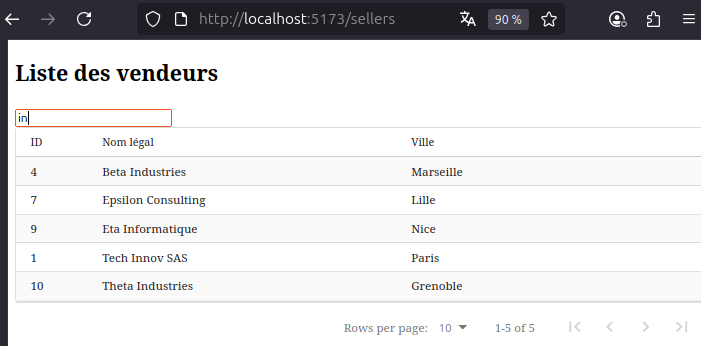 http://localhost:5173/sellers 90 %
Liste des vendeurs
in
ID Nom légal Ville
4 Beta Industries Marseille
7 Epsilon Consulting Lille
9 Eta Informatique Nice
1 Tech Innov SAS Paris
10 Theta Industries Grenoble
Rows per page: 10 1-5 of 5